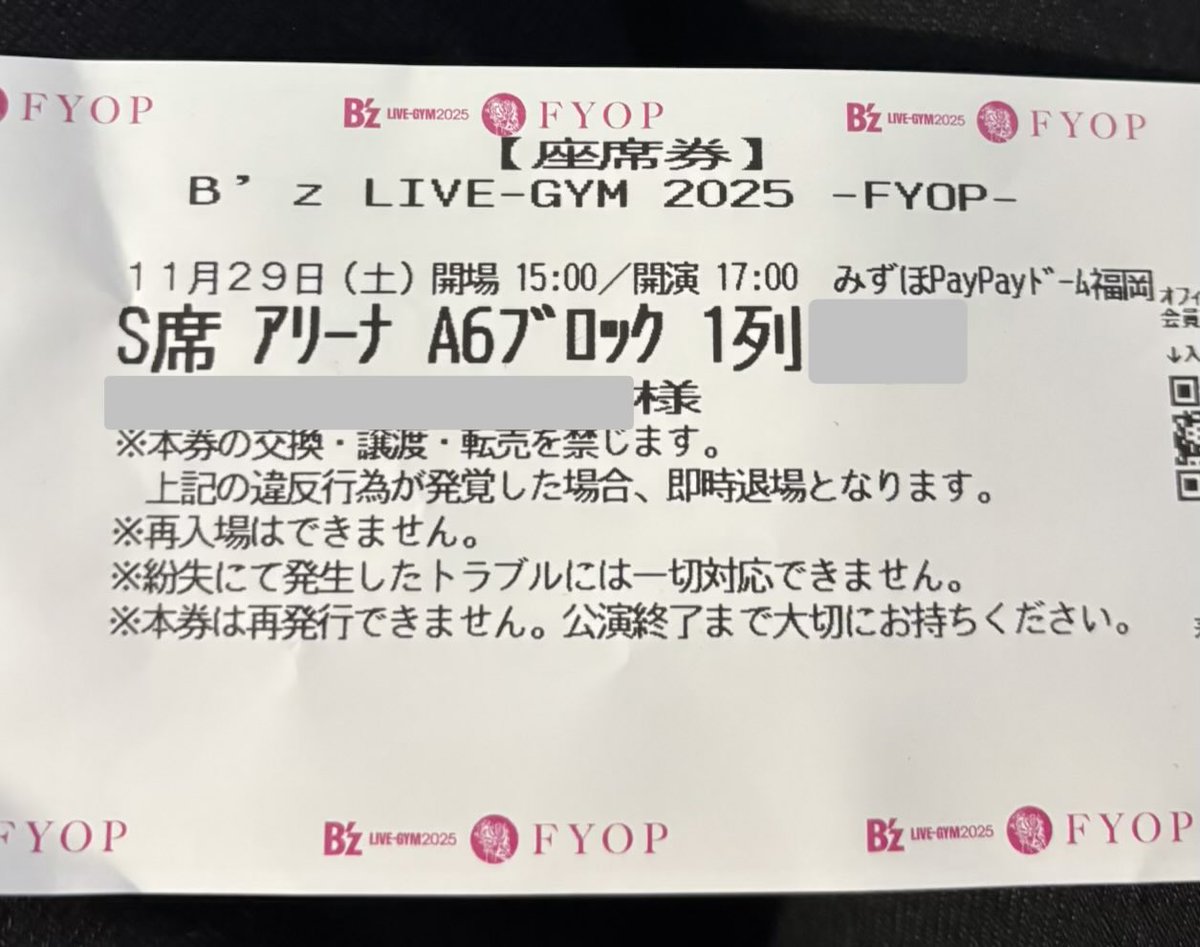 FYOP B'z LIVE-GYM2025 FYOP B'z LIVE-GYM2025 FYOP
【座席券】
B'z LIVE-GYM 2025 -FYOP-
11月29日(土) 開場 15:00/開演 17:00 みずほPayPayドーム福岡
オフィ
会員
↓入
S席 アリーナ A6ブロック 1列
様
※本券の交換・譲渡・転売を禁じます。
上記の違反行為が発覚した場合、即時退場となります。
※再入場はできません。
※紛失にて発生したトラブルには一切対応できません。
※本券は再発行できません。公演終了まで大切にお持ちください。
FYOP B'z LIVE-GYM2025 FYOP B'z LIVE-GYM2025 FYOP